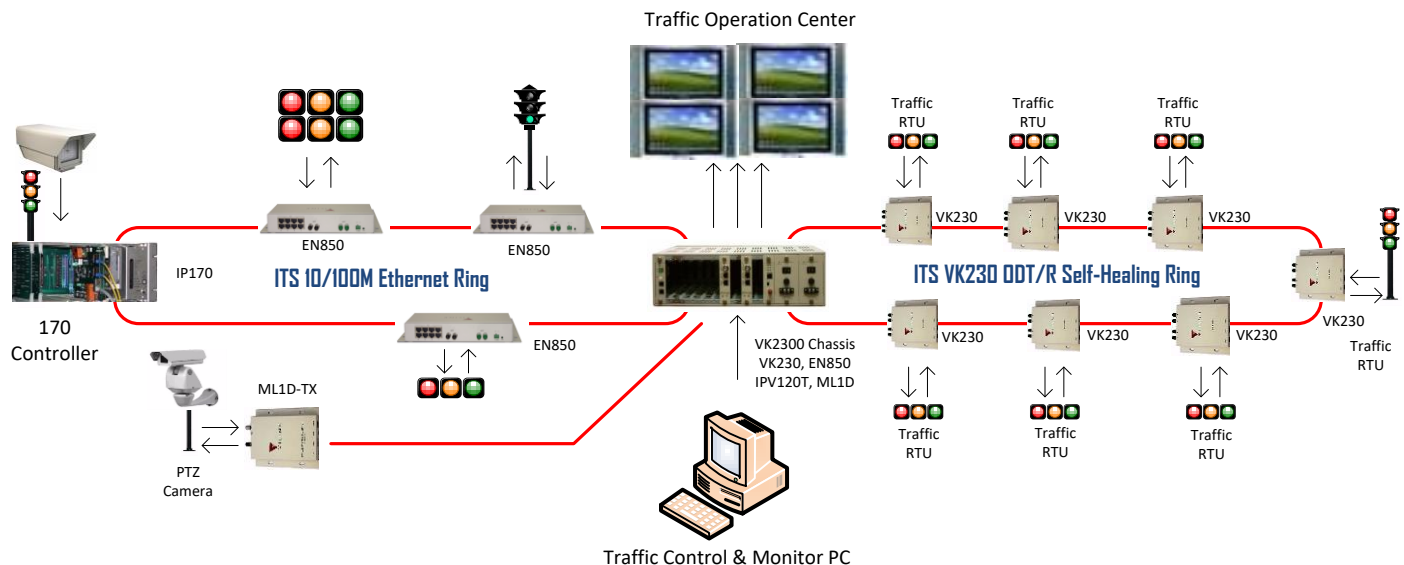 Traffic Operation Center
Traffic
RTU
Traffic
RTU
Traffic
RTU
VK230
VK230
VK230
EN850
EN850
IP170
ITS 10/100M Ethernet Ring
ITS VK230 ODT/R Self-Healing Ring
170
Controller
EN850
VK2300 Chassis
VK230, EN850
IPV120T, ML1D
VK230
VK230
VK230
VK230
Traffic
RTU
ML1D-TX
PTZ
Camera
Traffic
RTU
Traffic
RTU
Traffic
RTU
Traffic Control & Monitor PC